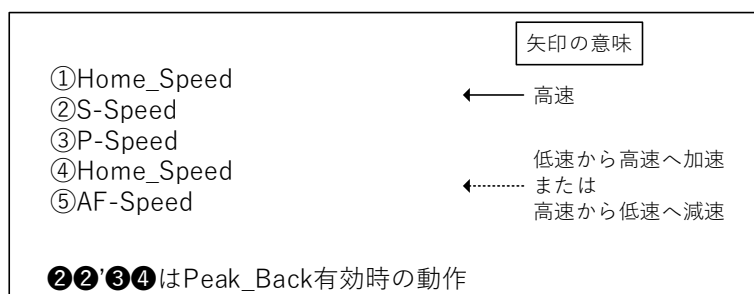 矢印の意味
①Home_Speed
②S-Speed
③P-Speed
④Home_Speed
⑤AF-Speed
高速
低速から高速へ加速
または
高速から低速へ減速
❷❷’❸❹はPeak_Back有効時の動作